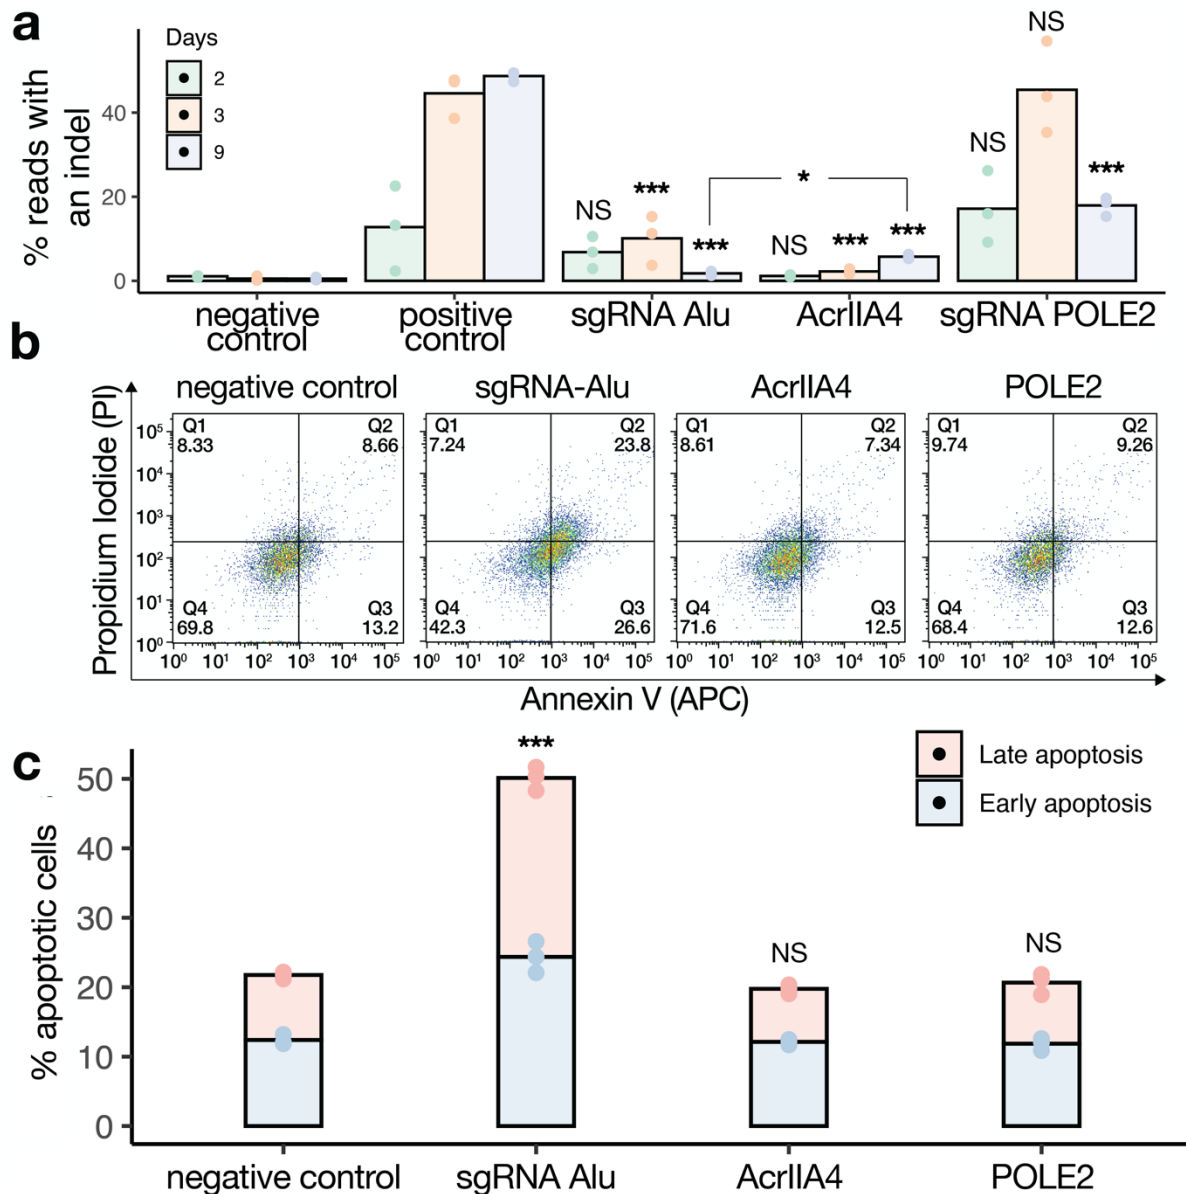 a
Days
2
3
9
% reads with
an indel
40
20
0
NS
***
***
*
NS
***
***
NS
NS
***
negative
control
positive
control
sgRNA Alu
AcrIIA4
sgRNA POLE2
b
negative control
sgRNA-Alu
AcrIIA4
POLE2
Propidium Iodide (PI)
10⁵
10⁴
10³
10²
10¹
10⁰
Q1
8.33
Q2
8.66
Q4
69.8
Q3
13.2
Q1
7.24
Q2
23.8
Q4
42.3
Q3
26.6
Q1
8.61
Q2
7.34
Q4
71.6
Q3
12.5
Q1
9.74
Q2
9.26
Q4
68.4
Q3
12.6
10⁰ 10¹ 10² 10³ 10⁴ 10⁵
10⁰ 10¹ 10² 10³ 10⁴ 10⁵
10⁰ 10¹ 10² 10³ 10⁴ 10⁵
10⁰ 10¹ 10² 10³ 10⁴ 10⁵
Annexin V (APC)
c
% apoptotic cells
50
40
30
20
10
0
***
NS
NS
Late apoptosis
Early apoptosis
negative control
sgRNA Alu
AcrIIA4
POLE2